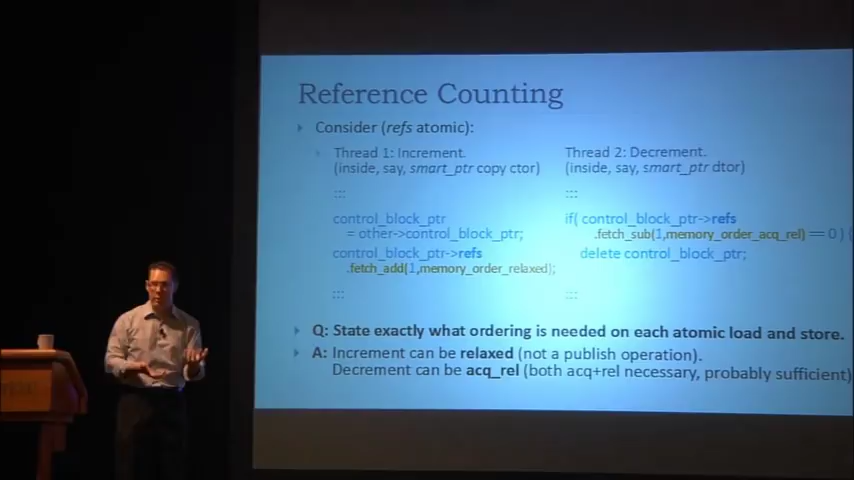 Reference Counting
Consider (refs atomic):
Thread 1: Increment.
(inside, say, smart_ptr copy ctor)
:::
control_block_ptr
= other->control_block_ptr;
control_block_ptr->refs
.fetch_add(1,memory_order_relaxed);
:::
Thread 2: Decrement.
(inside, say, smart_ptr dtor)
:::
if( control_block_ptr->refs
.fetch_sub(1,memory_order_acq_rel) == 0 ) {
delete control_block_ptr;
:::
Q: State exactly what ordering is needed on each atomic load and store.
A: Increment can be relaxed (not a publish operation).
Decrement can be acq_rel (both acq+rel necessary, probably sufficient)